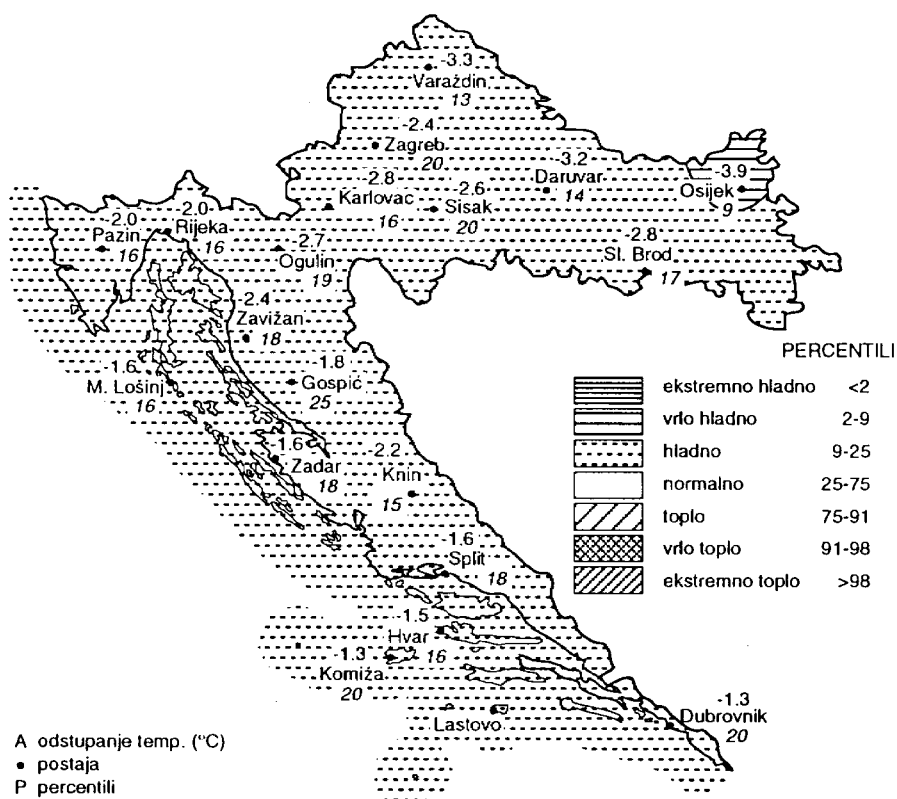 -3.3
Varaždin
13
-2.4
Zagreb
20
-3.2
Daruvar
14
-3.9
Osijek
9
-2.8
Karlovac
16
-2.6
Sisak
20
-2.0
Pazin
16
-2.0
Rijeka
16
-2.7
Ogulin
19
-2.8
Sl. Brod
17
-2.4
Zavižan
18
-1.6
M. Lošinj
16
-1.8
Gospić
25
-1.6
Zadar
18
-2.2
Knin
15
-1.6
Split
18
-1.5
Hvar
16
-1.3
Komiža
20
Lastovo
-1.3
Dubrovnik
20
PERCENTILI
ekstremno hladno <2
vrlo hladno 2-9
hladno 9-25
normalno 25-75
toplo 75-91
vrlo toplo 91-98
ekstremno toplo >98
A odstupanje temp. (°C)
• postaja
P percentili